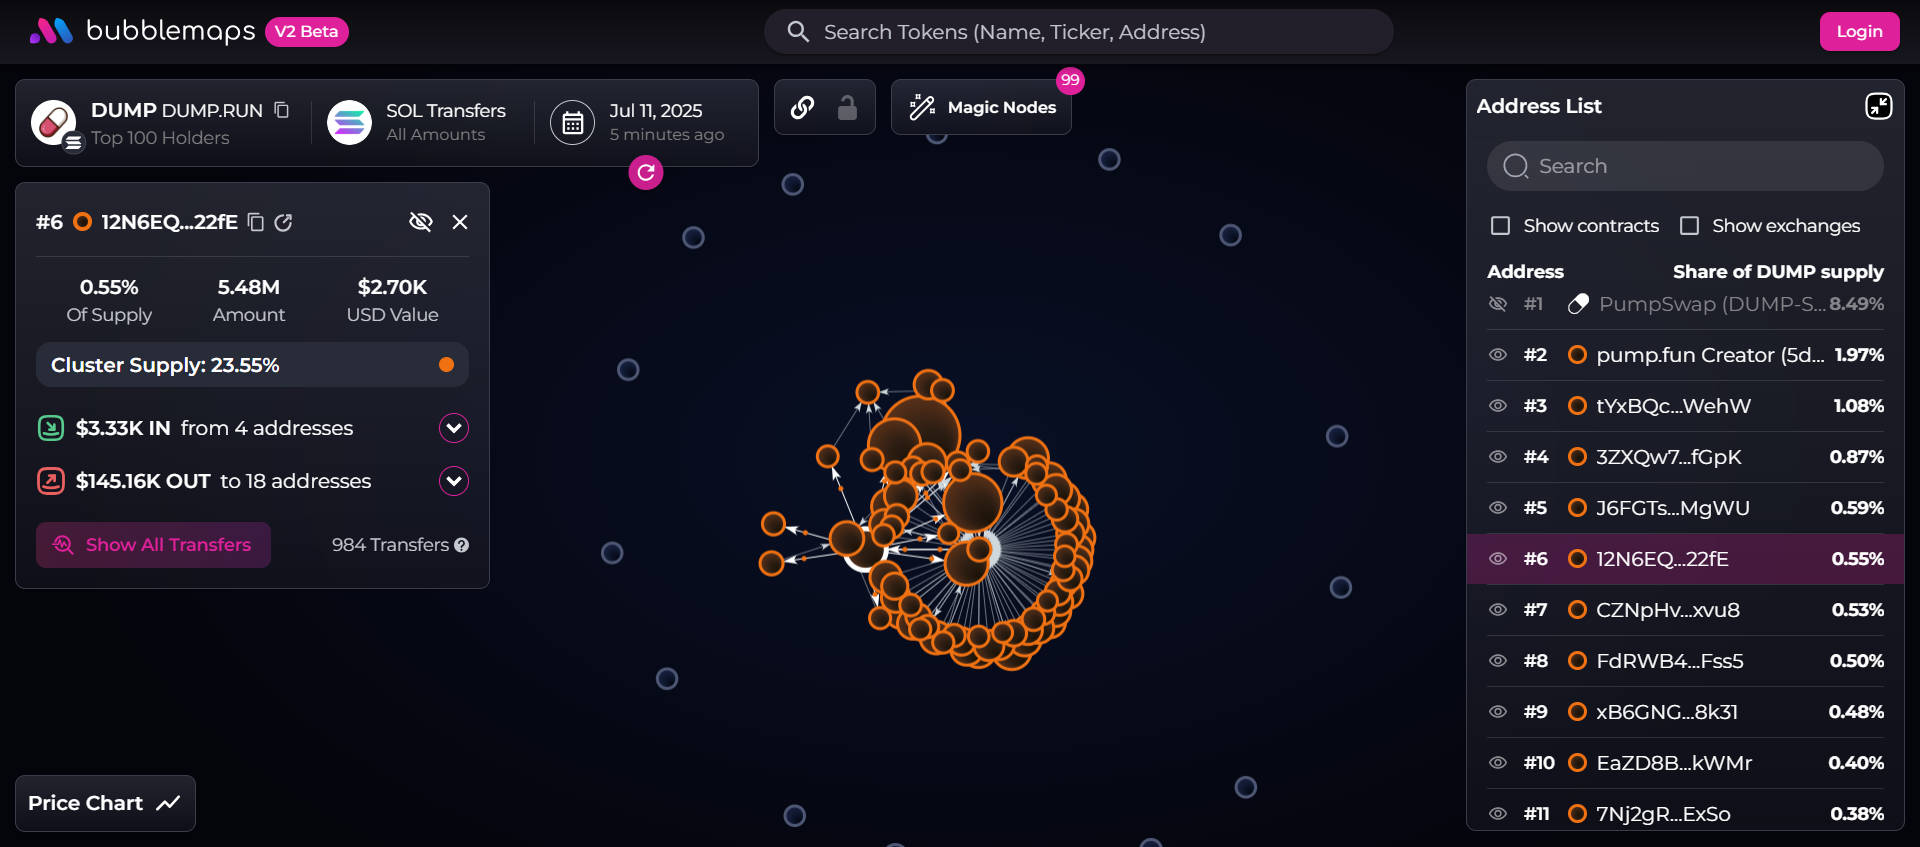 bubblemaps V2 Beta
Search Tokens (Name, Ticker, Address)
Login
DUMP DUMP.RUN
Top 100 Holders
SOL Transfers
All Amounts
Jul 11, 2025
5 minutes ago
Magic Nodes
99
#6 12N6EQ...22fE
0.55%
Of Supply
5.48M
Amount
$2.70K
USD Value
Cluster Supply: 23.55%
$3.33K IN from 4 addresses
$145.16K OUT to 18 addresses
Show All Transfers
984 Transfers ?
Price Chart
Address List
Search
Show contracts
Show exchanges
Address Share of DUMP supply
#1 PumpSwap (DUMP-S... 8.49%
#2 pump.fun Creator (5d... 1.97%
#3 tYxBQc...WehW 1.08%
#4 3ZXQw7...fGpK 0.87%
#5 J6FGTs...MgWU 0.59%
#6 12N6EQ...22fE 0.55%
#7 CZNpHv...xvu8 0.53%
#8 FdRWB4...Fss5 0.50%
#9 xB6GNG...8k31 0.48%
#10 EaZD8B...kWMr 0.40%
#11 7Nj2gR...ExSo 0.38%